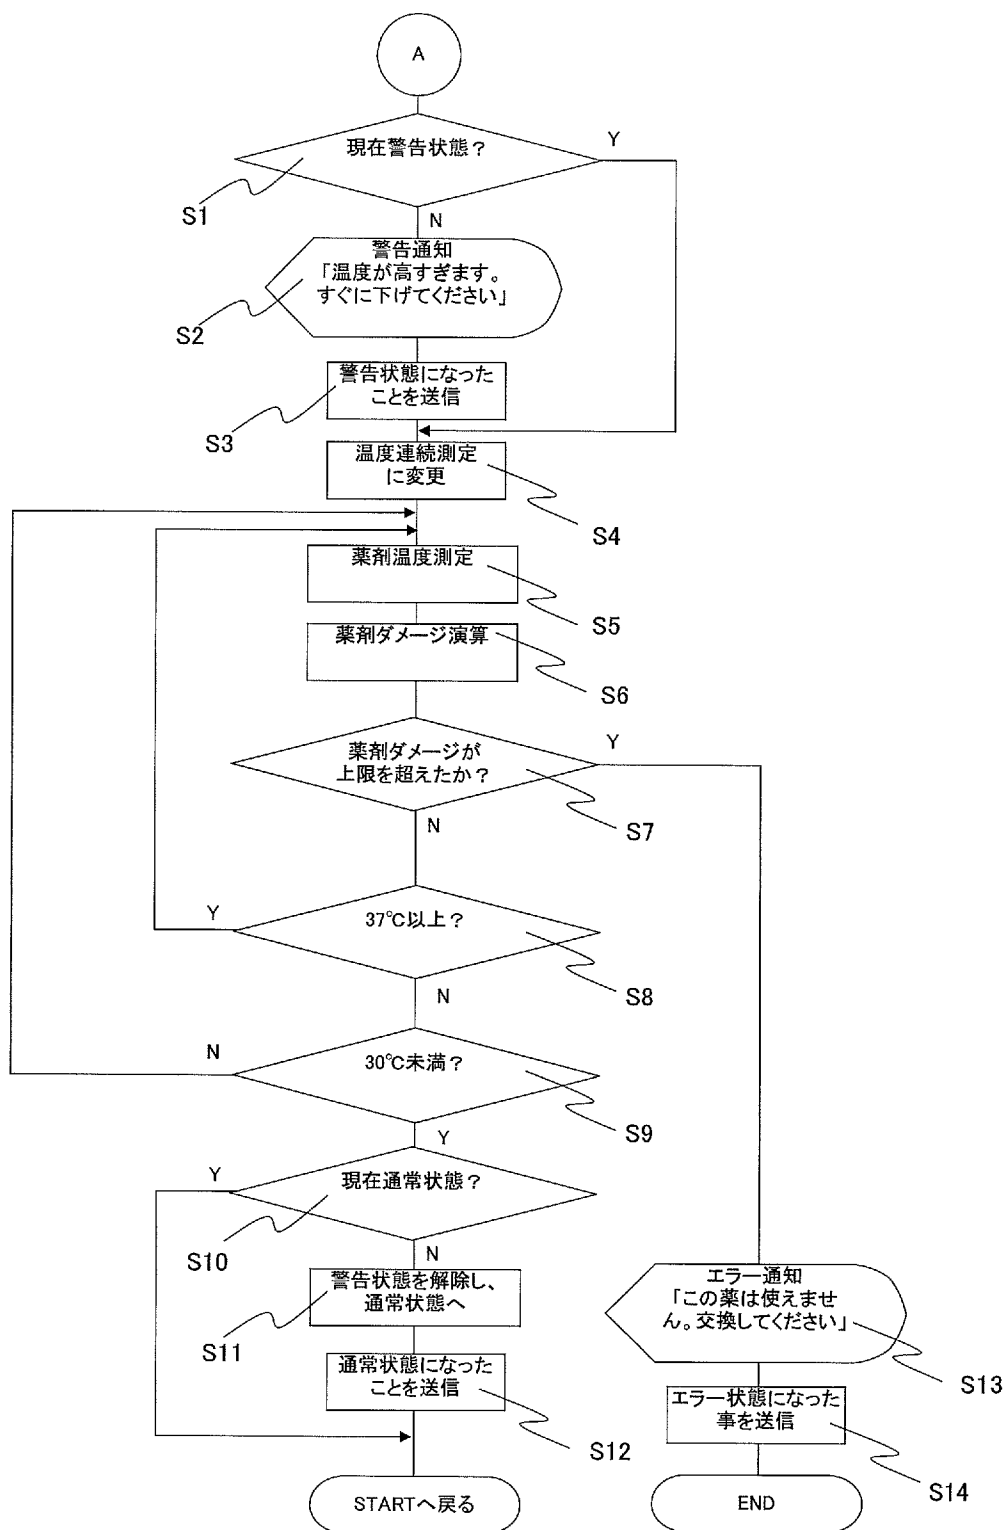 A
現在警告状態？
Y
S1
N
警告通知
「温度が高すぎます。
すぐに下げてください」
S2
警告状態になった
ことを送信
S3
温度連続測定
に変更
S4
薬剤温度測定
S5
薬剤ダメージ演算
S6
薬剤ダメージが
上限を超えたか？
Y
S7
N
37℃以上？
Y
S8
N
30℃未満？
N
S9
Y
現在通常状態？
Y
S10
N
警告状態を解除し、
通常状態へ
S11
通常状態になった
ことを送信
S12
STARTへ戻る
エラー通知
「この薬は使えませ
ん。交換してください」
S13
エラー状態になった
事を送信
S14
END